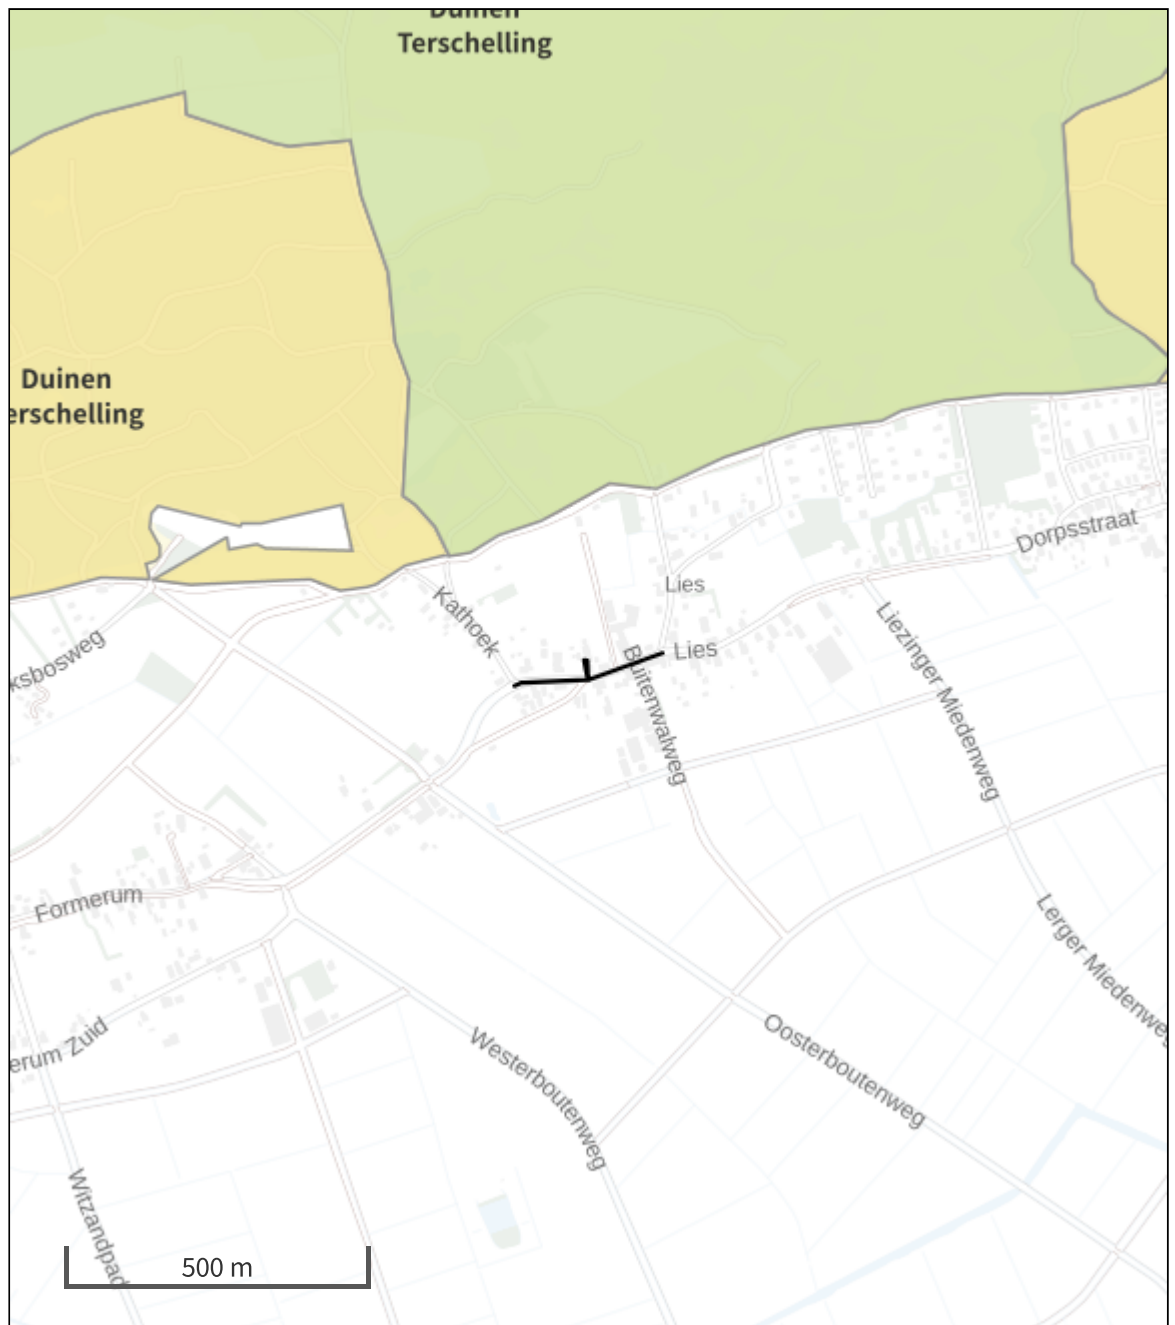 Duinen
Terschelling
Duinen
erschelling
Dorpsstraat
Lies
Kathoek
Lies
Buitenwalweg
Liezinger Miedenweg
ksbosweg
Formerum
Lerger Miedenweg
erum Zuid
Westerboutenweg
Oosterboutenweg
Witzandpad
500 m